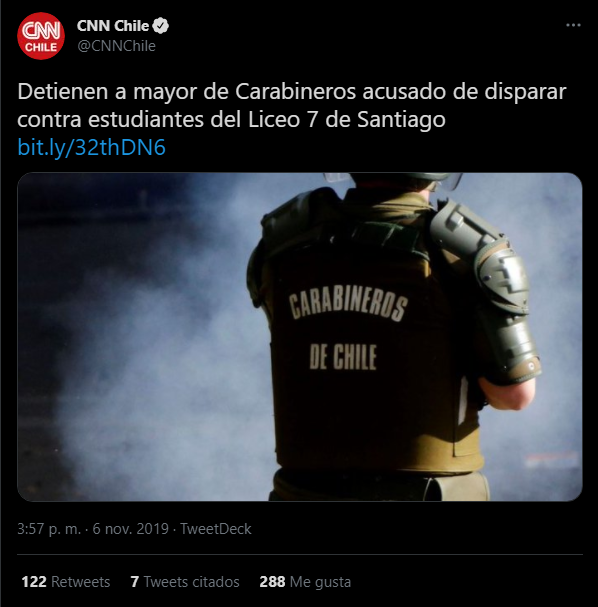 CNN
CHILE
CNN Chile
@CNNChile
Detienen a mayor de Carabineros acusado de disparar
contra estudiantes del Liceo 7 de Santiago
bit.ly/32thDN6
CARABINEROS
DE CHILE
3:57 p. m. · 6 nov. 2019 · TweetDeck
122 Retweets 7 Tweets citados 288 Me gusta